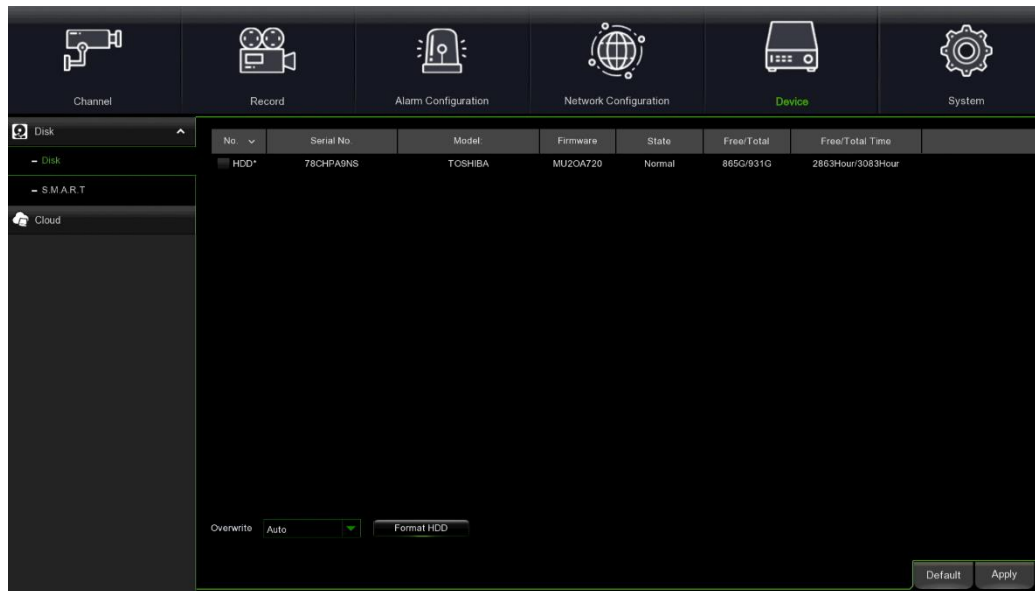 Channel Record Alarm Configuration Network Configuration Device System
Disk
- Disk
- S.M.A.R.T
Cloud
No. Serial No. Model: Firmware State Free/Total Free/Total Time
HDD* 78CHPA9NS TOSHIBA MU2OA720 Normal 865G/931G 2863Hour/3083Hour
Overwrite Auto Format HDD
Default Apply